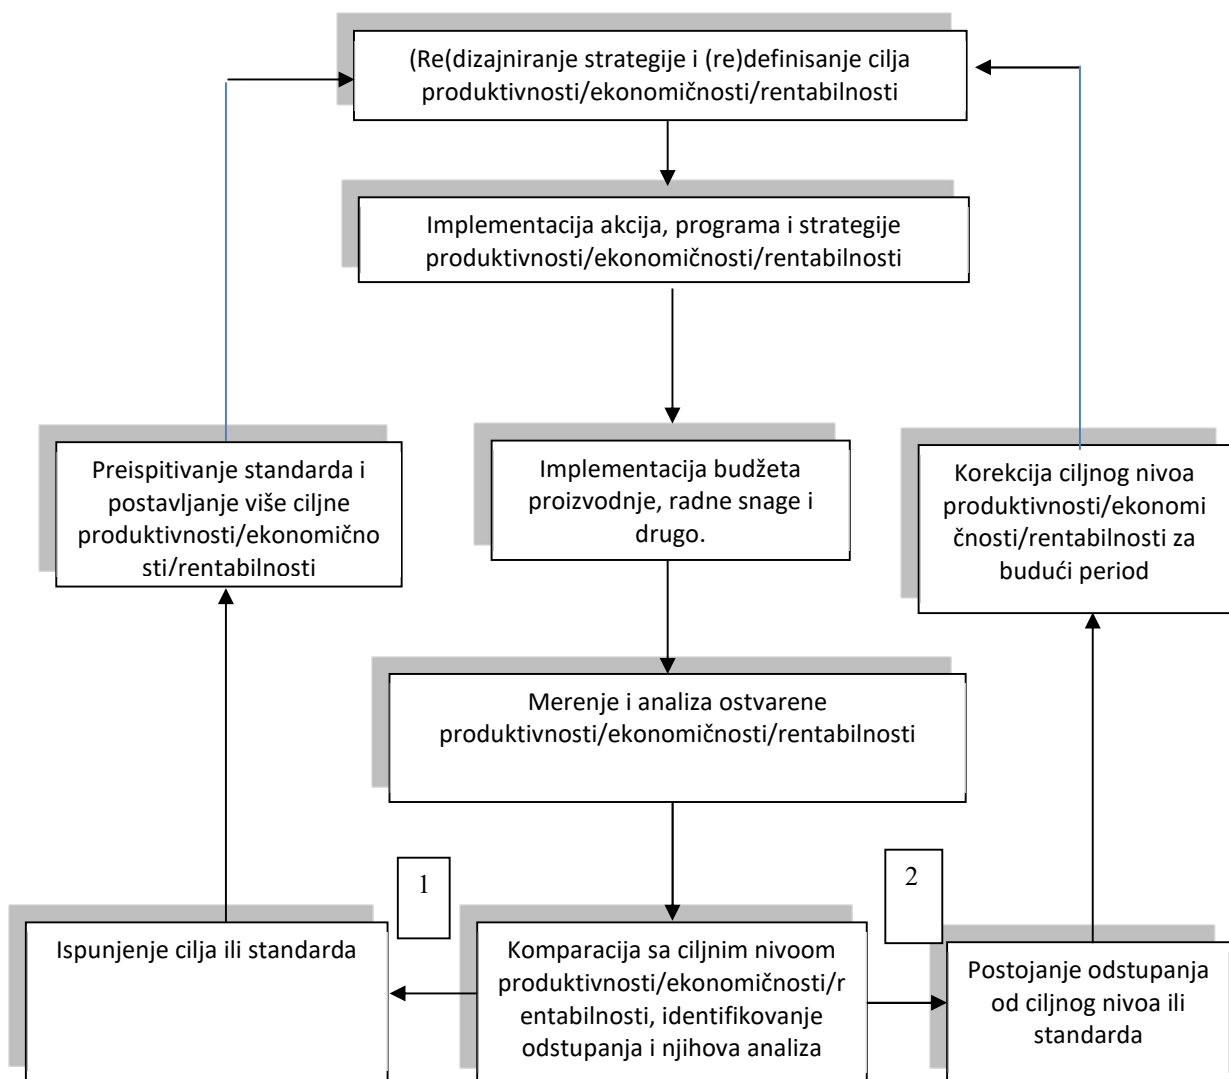 (Re(dizajniranje strategije i (re)definisanje cilja
produktivnosti/ekonomičnosti/rentabilnosti
Implementacija akcija, programa i strategije
produktivnosti/ekonomičnosti/rentabilnosti
Preispitivanje standarda i
postavljanje više ciljne
produktivnosti/ekonomično
sti/rentabilnosti
Implementacija budžeta
proizvodnje, radne snage i
drugo.
Korekcija ciljnog nivoa
produktivnosti/ekonomi
čnosti/rentabilnosti za
budući period
Merenje i analiza ostvarene
produktivnosti/ekonomičnosti/rentabilnosti
1
2
Ispunjenje cilja ili standarda
Komparacija sa ciljnim nivoom
produktivnosti/ekonomičnosti/r
entabilnosti, identifikovanje
odstupanja i njihova analiza
Postojanje odstupanja
od ciljnog nivoa ili
standarda